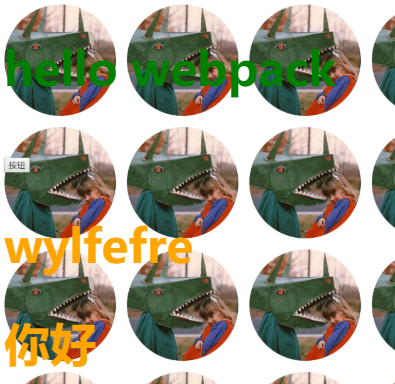 hello webpack
按钮
wylfefre
你好